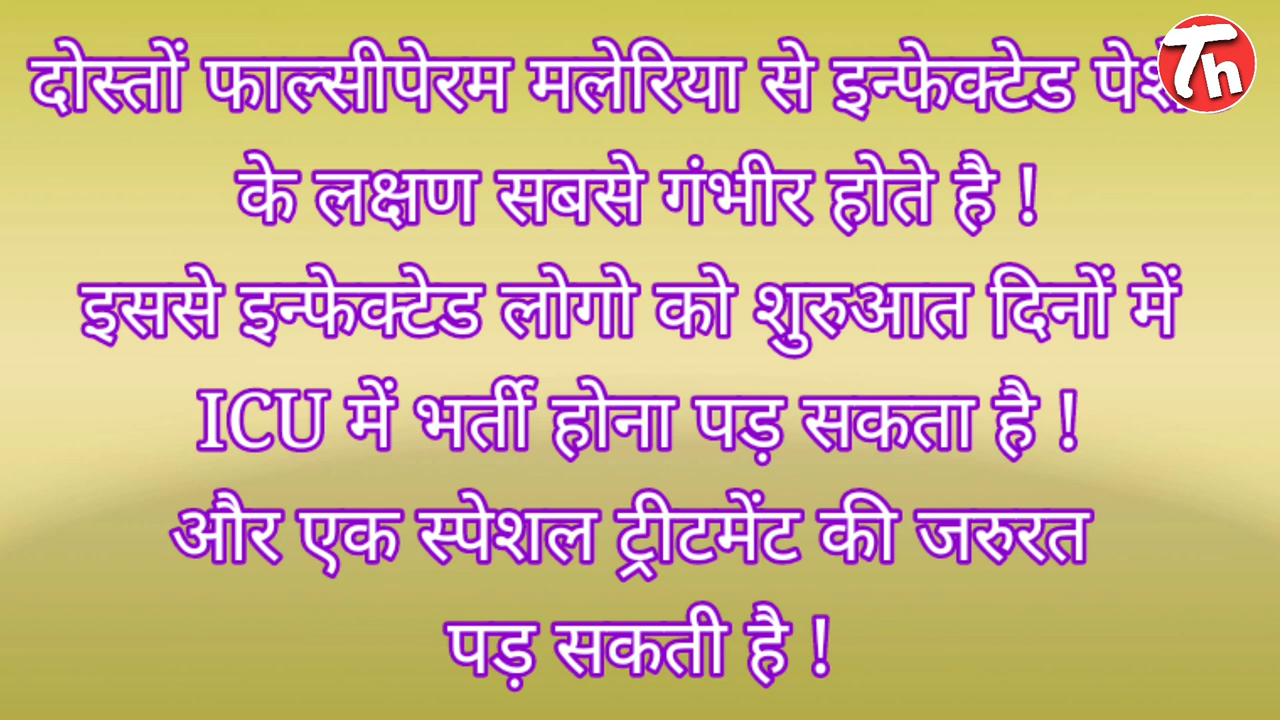 दोस्तों फाल्सीपेरम मलेरिया से इन्फेक्टेड
के लक्षण सबसे गंभीर होते है !
इससे इन्फेक्टेड लोगो को शुरुआत दिनों में
ICU में भर्ती होना पड़ सकता है !
और एक स्पेशल ट्रीटमेंट की जरुरत
पड़ सकती है !
Th